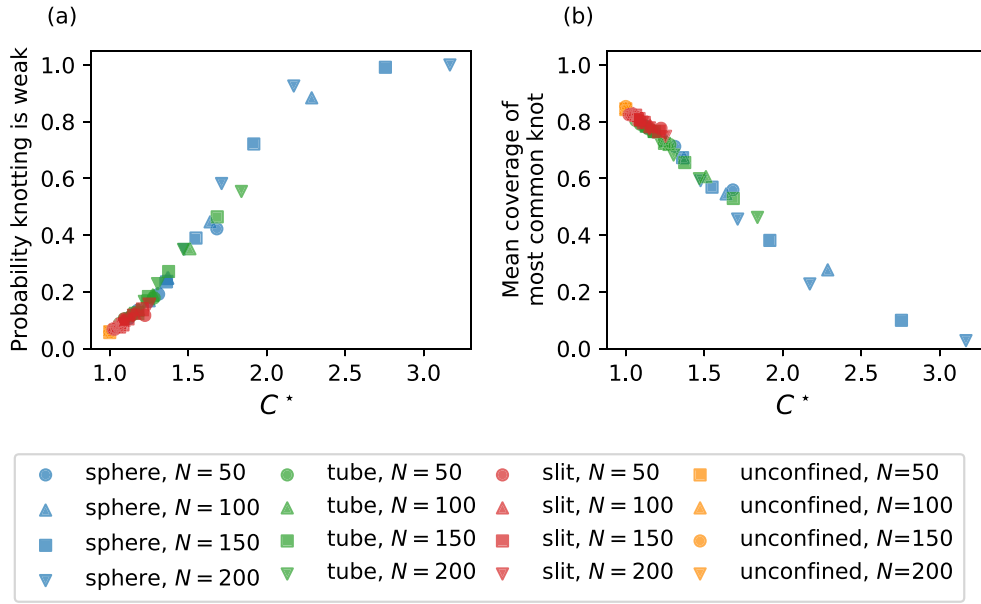 (a)
Probability knotting is weak
1.0
0.8
0.6
0.4
0.2
0.0
1.0 1.5 2.0 2.5 3.0
C⋆
(b)
Mean coverage of
most common knot
1.0
0.8
0.6
0.4
0.2
0.0
1.0 1.5 2.0 2.5 3.0
C⋆
sphere, N = 50 tube, N = 50 slit, N = 50 unconfined, N=50
sphere, N = 100 tube, N = 100 slit, N = 100 unconfined, N=100
sphere, N = 150 tube, N = 150 slit, N = 150 unconfined, N=150
sphere, N = 200 tube, N = 200 slit, N = 200 unconfined, N=200